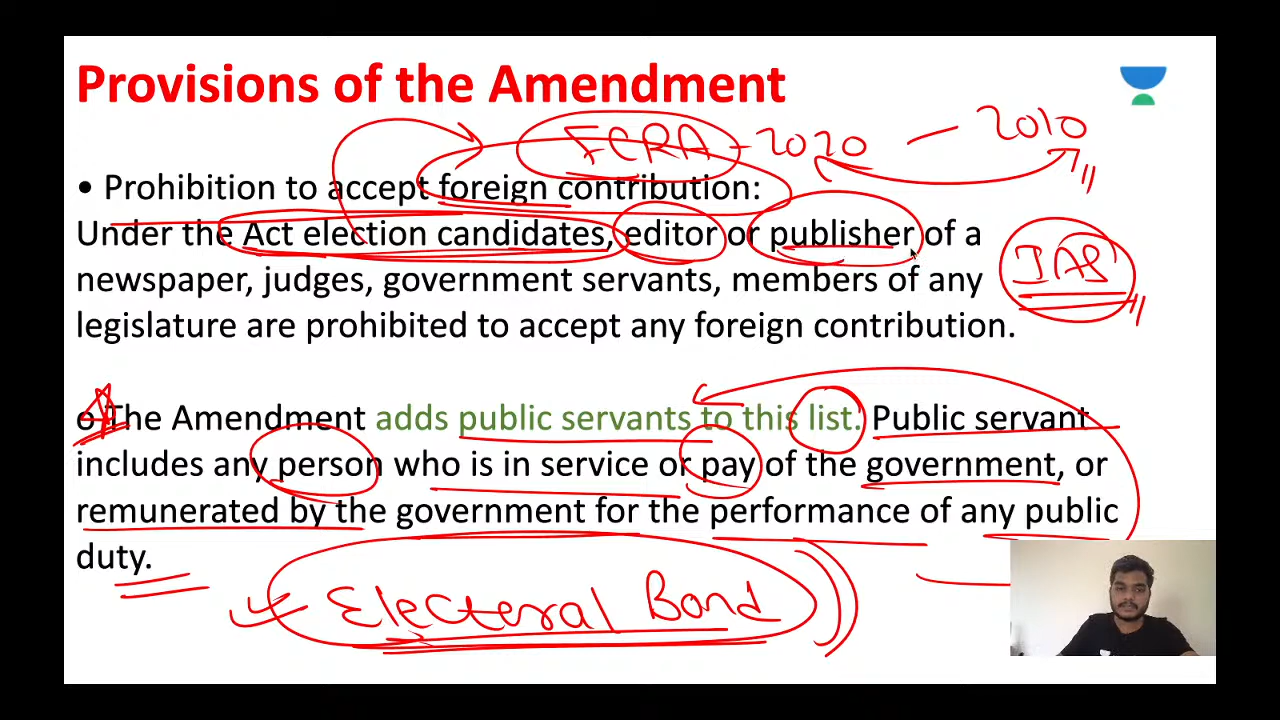 Provisions of the Amendment
FCRA - 2020 — 2010
• Prohibition to accept foreign contribution:
Under the Act election candidates, editor or publisher of a
newspaper, judges, government servants, members of any
IAS
legislature are prohibited to accept any foreign contribution.
o The Amendment adds public servants to this list. Public servant
includes any person who is in service or pay of the government, or
remunerated by the government for the performance of any public
duty.
Electeral Bond